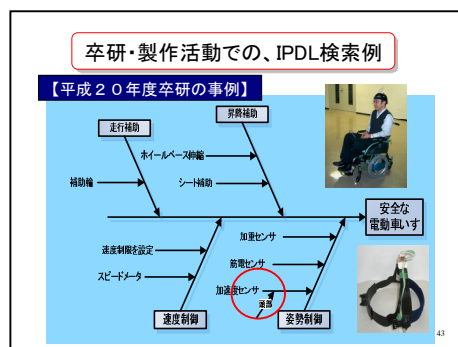 卒研・製作活動での、IPDL検索例
【平成２０年度卒研の事例】
昇降補助
走行補助
ホイールベース伸縮
補助輪
シート補助
安全な
電動車いす
加重センサ
速度制限を設定
筋電センサ
スピードメータ
加速度センサ
頭部
速度制御
姿勢制御
43